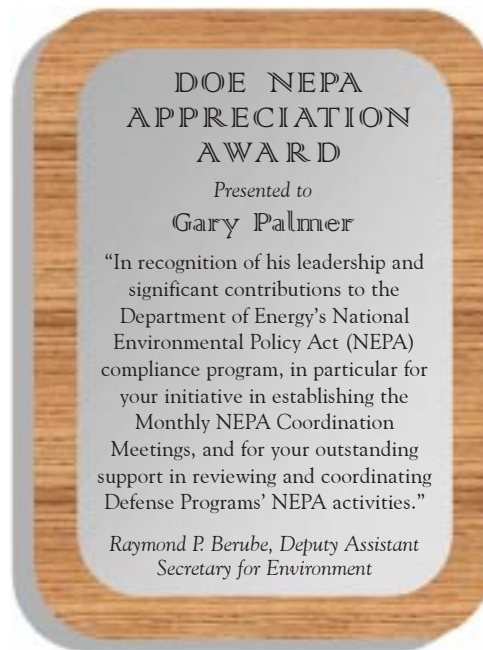 DOE NEPA
APPRECIATION
AWARD
Presented to
Gary Palmer
“In recognition of his leadership and
significant contributions to the
Department of Energy’s National
Environmental Policy Act (NEPA)
compliance program, in particular for
your initiative in establishing the
Monthly NEPA Coordination
Meetings, and for your outstanding
support in reviewing and coordinating
Defense Programs’ NEPA activities.”
Raymond P. Berube, Deputy Assistant
Secretary for Environment